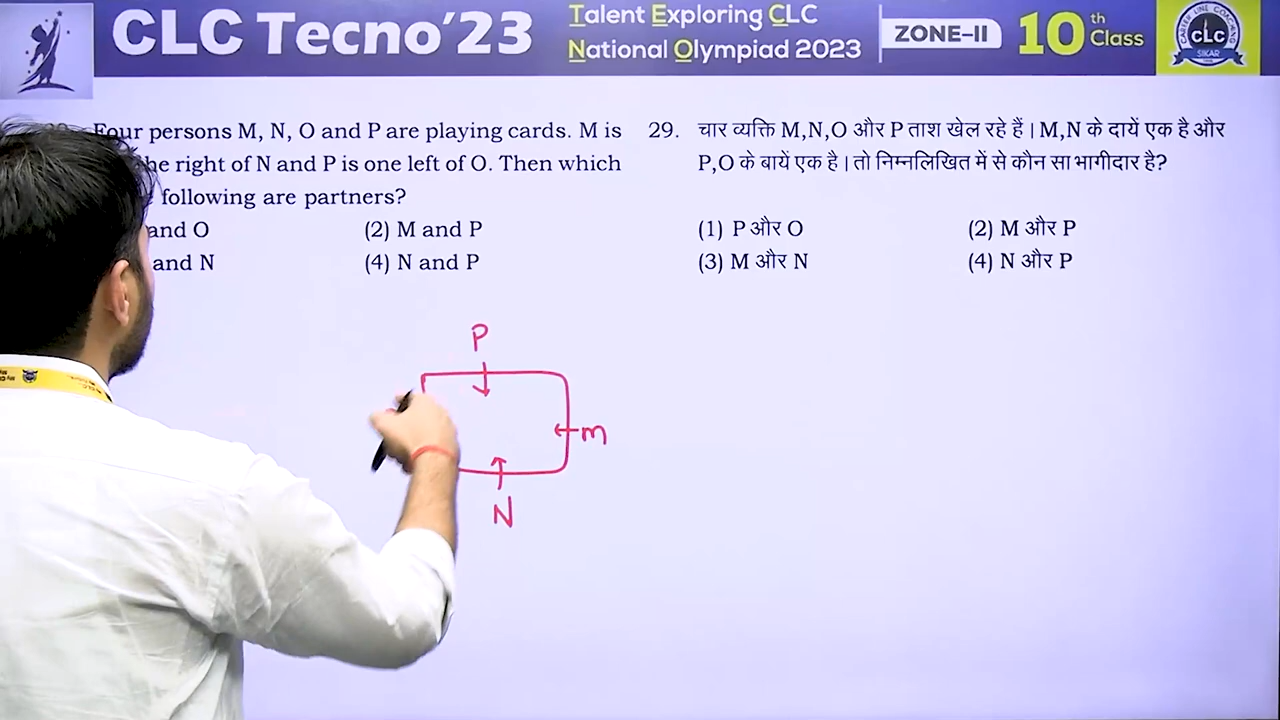 CLC Tecno'23
Talent Exploring CLC
National Olympiad 2023
ZONE–II
10th Class
CAREER LINE COACHING
CLC
SIKAR
Four persons M, N, O and P are playing cards. M is
the right of N and P is one left of O. Then which
following are partners?
and O
(2) M and P
and N
(4) N and P
29. चार व्यक्ति M,N,O और P ताश खेल रहे हैं। M,N के दायें एक है और
P,O के बायें एक है। तो निम्नलिखित में से कौन सा भागीदार है?
(1) P और O
(2) M और P
(3) M और N
(4) N और P
P
m
N